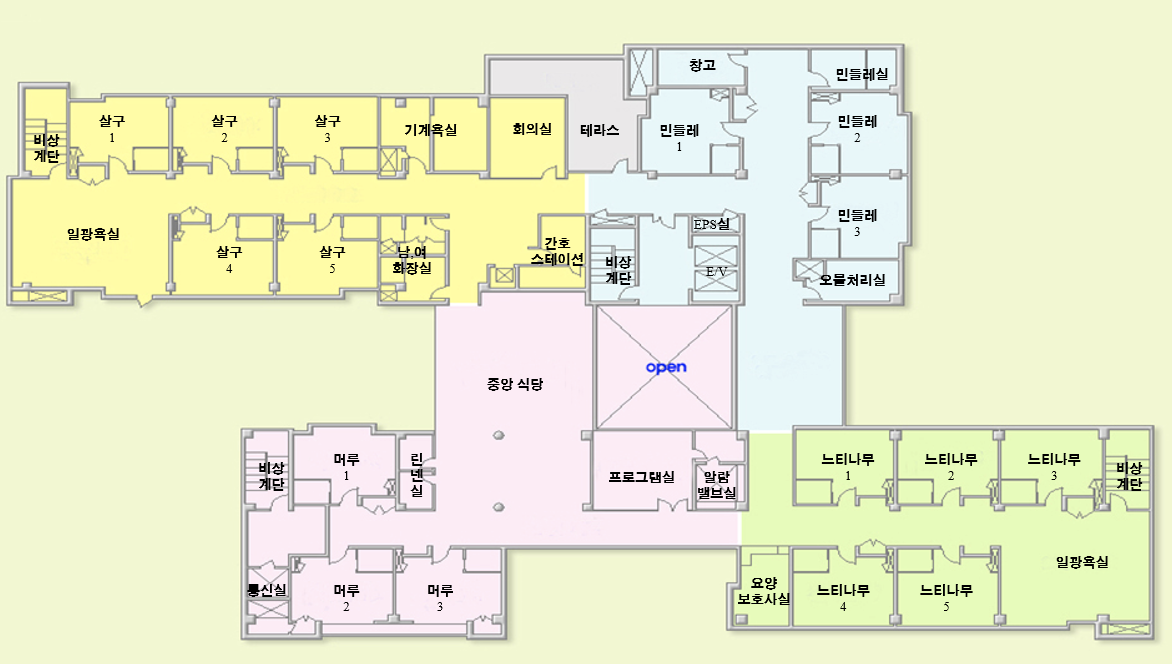 창고
민들레실
살구
1
살구
2
살구
3
기계욕실
회의실
테라스
민들레
1
민들레
2
비상
계단
일광욕실
살구
4
살구
5
남,여
화장실
간호
스테이션
비상
계단
EPS실
E/V
민들레
3
오물처리실
중앙 식당
open
비상
계단
머루
1
린
넨
실
프로그램실
알람
밸브실
느티나무
1
느티나무
2
느티나무
3
비상
계단
통신실
머루
2
머루
3
요양
보호사실
느티나무
4
느티나무
5
일광욕실